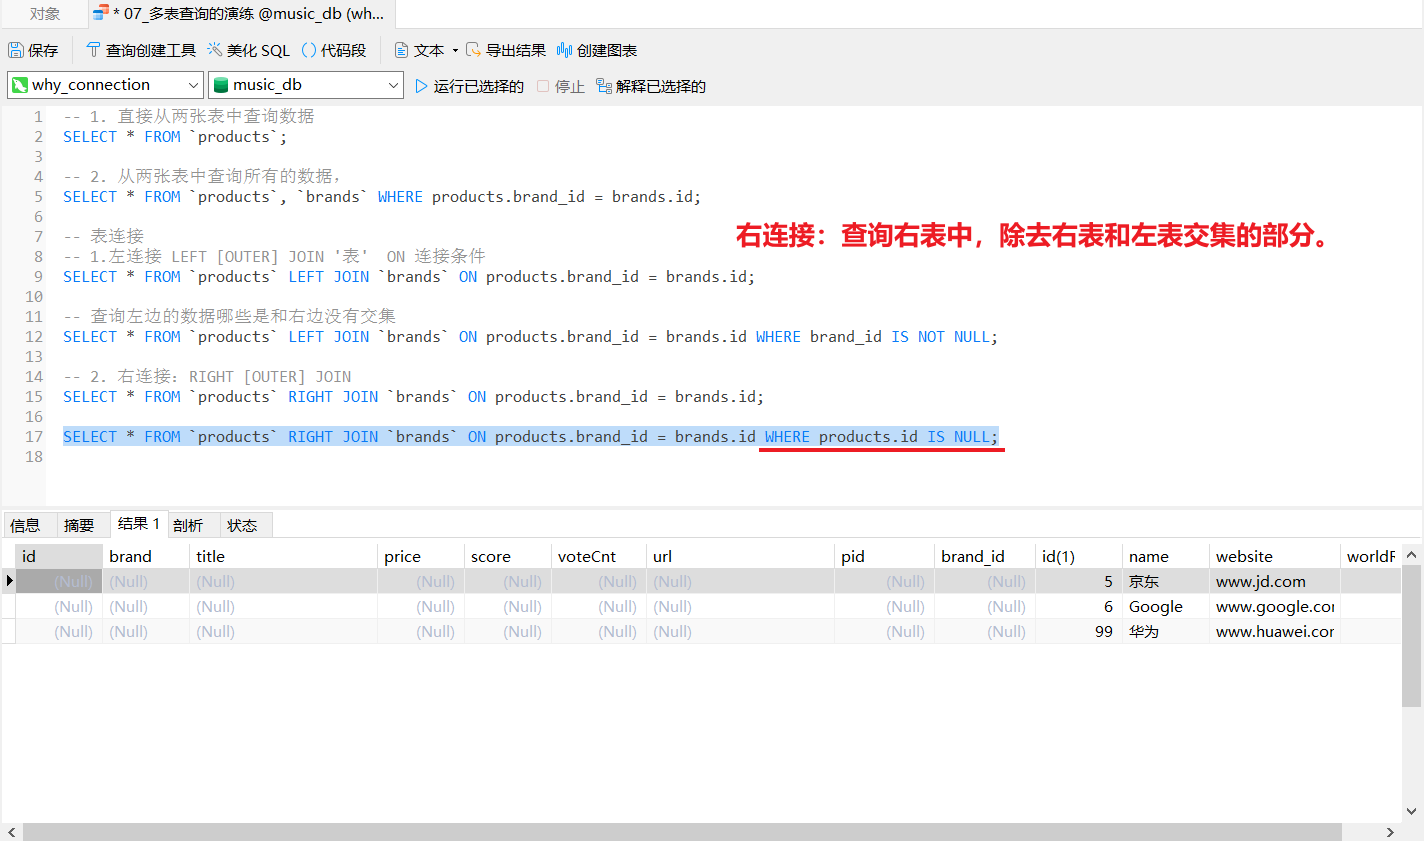 对象
* 07_多表查询的演练 @music_db (wh...
保存 查询创建工具 美化 SQL () 代码段 文本 导出结果 创建图表
why_connection music_db 运行已选择的 停止 解释已选择的
1 -- 1. 直接从两张表中查询数据
2 SELECT * FROM `products`;
3
4 -- 2. 从两张表中查询所有的数据,
5 SELECT * FROM `products`, `brands` WHERE products.brand_id = brands.id;
6
7 -- 表连接
右连接：查询右表中，除去右表和左表交集的部分。
8 -- 1.左连接 LEFT [OUTER] JOIN '表' ON 连接条件
9 SELECT * FROM `products` LEFT JOIN `brands` ON products.brand_id = brands.id;
10
11 -- 查询左边的数据哪些是和右边没有交集
12 SELECT * FROM `products` LEFT JOIN `brands` ON products.brand_id = brands.id WHERE brand_id IS NOT NULL;
13
14 -- 2. 右连接: RIGHT [OUTER] JOIN
15 SELECT * FROM `products` RIGHT JOIN `brands` ON products.brand_id = brands.id;
16
17 SELECT * FROM `products` RIGHT JOIN `brands` ON products.brand_id = brands.id WHERE products.id IS NULL;
18
信息 摘要 结果 1 剖析 状态
id brand title price score voteCnt url pid brand_id id(1) name website worldR
(Null) (Null) (Null) (Null) (Null) (Null) (Null) (Null) (Null) 5 京东 www.jd.com
(Null) (Null) (Null) (Null) (Null) (Null) (Null) (Null) (Null) 6 Google www.google.com
(Null) (Null) (Null) (Null) (Null) (Null) (Null) (Null) (Null) 99 华为 www.huawei.com